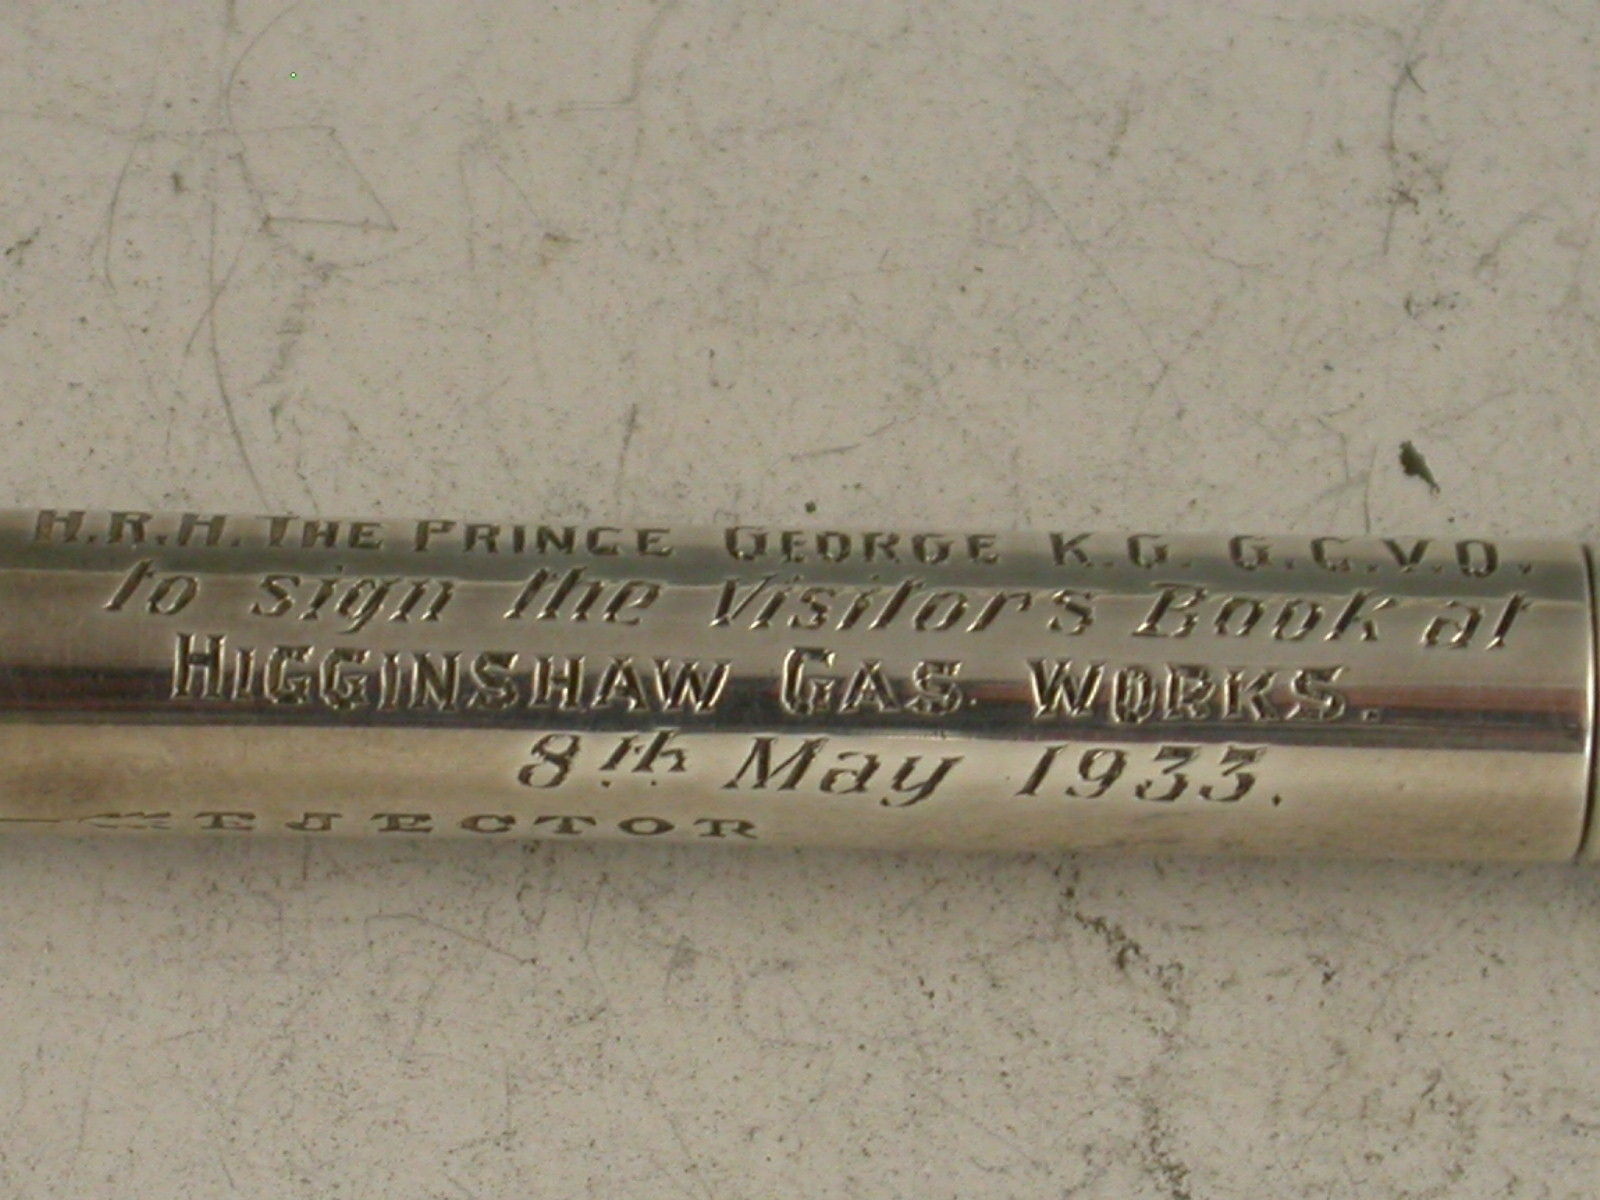 H.R.H. THE PRINCE GEORGE K.G. G.C.V.O.
to sign the Visitor's Book at
HIGGINSHAW GAS WORKS.
8th May 1933.
EJECTOR